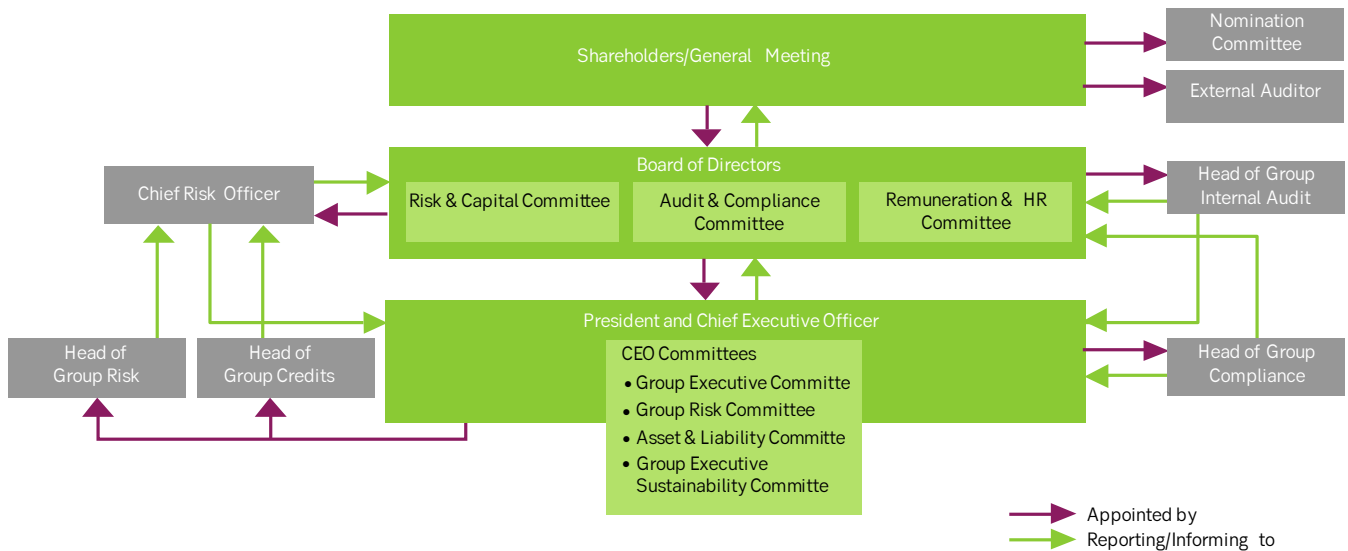 Shareholders/General Meeting
Nomination
Committee
External Auditor
Board of Directors
Risk & Capital Committee
Audit & Compliance
Committee
Remuneration & HR
Committee
Chief Risk Officer
Head of Group
Internal Audit
President and Chief Executive Officer
CEO Committees
• Group Executive Committe
• Group Risk Committee
• Asset & Liability Committe
• Group Executive
Sustainability Committe
Head of
Group Risk
Head of
Group Credits
Head of Group
Compliance
Appointed by
Reporting/Informing to